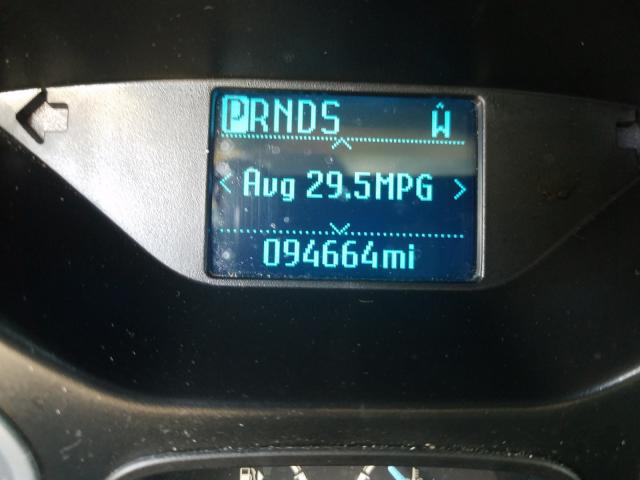 PRNDS Ŵ
< Avg 29.5MPG >
094664mi